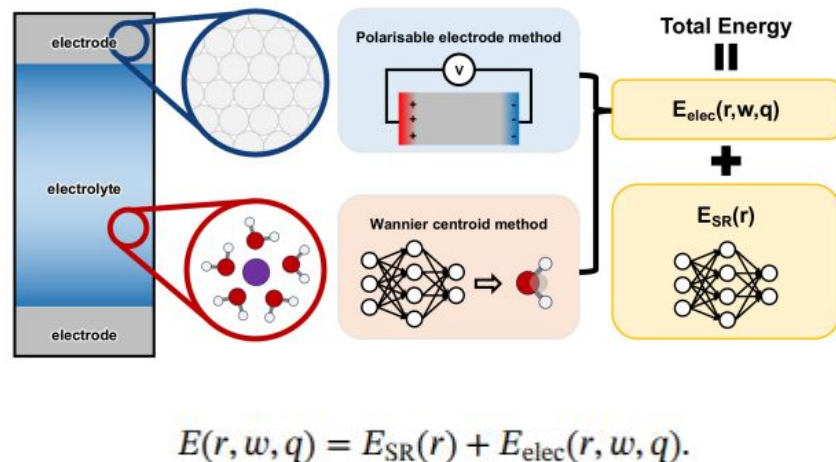 electrode
electrolyte
electrode
Polarisable electrode method
V
+ -
+ -
+ -
Wannier centroid method
Total Energy
=
E_elec(r,w,q)
+
E_SR(r)
E(r, w, q) = E_SR(r) + E_elec(r, w, q).